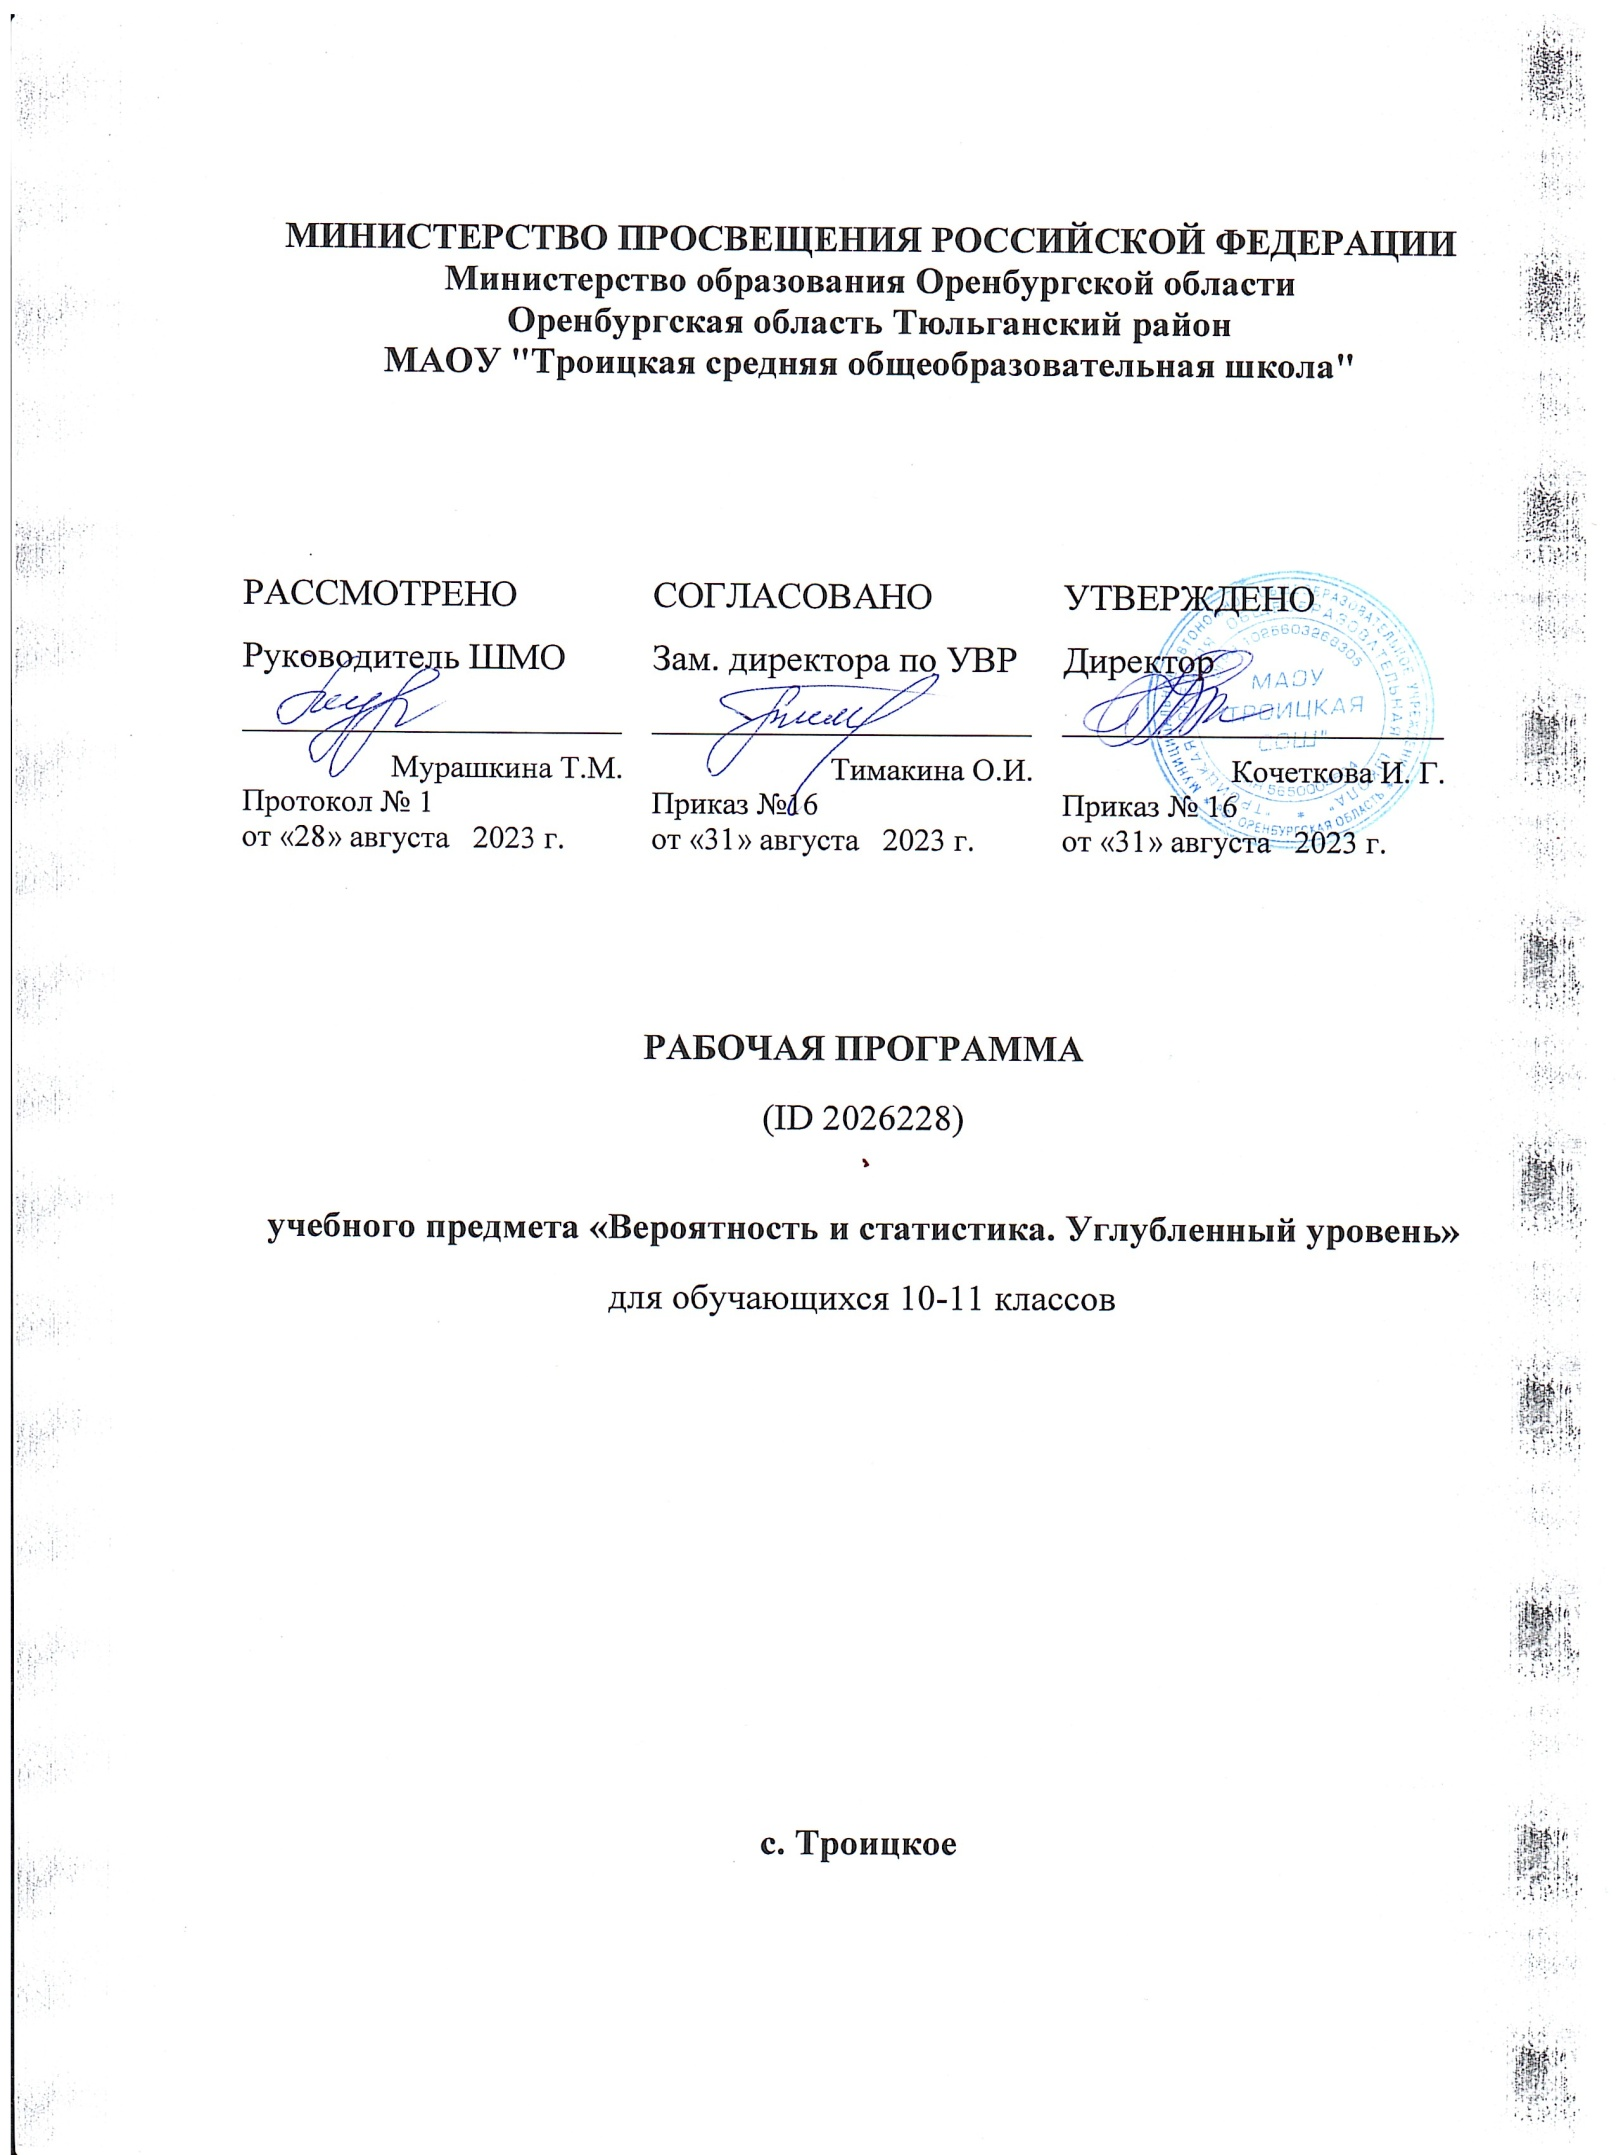 МИНИСТЕРСТВО ПРОСВЕЩЕНИЯ РОССИЙСКОЙ ФЕДЕРАЦИИ
Министерство образования Оренбургской области
Оренбургская область Тюльганский район
МАОУ "Троицкая средняя общеобразовательная школа"
РАССМОТРЕНО
Руководитель ШМО
Мурашкина Т.М.
Протокол № 1
от «28» августа 2023 г.
СОГЛАСОВАНО
Зам. директора по УВР
Тимакина О.И.
Приказ №16
от «31» августа 2023 г.
УТВЕРЖДЕНО
Директор
Кочеткова И. Г.
Приказ № 16
от «31» августа 2023 г.
МАОУ
"ТРОИЦКАЯ
СОШ"
РАБОЧАЯ ПРОГРАММА
(ID 2026228)
учебного предмета «Вероятность и статистика. Углубленный уровень»
для обучающихся 10-11 классов
с. Троицкое